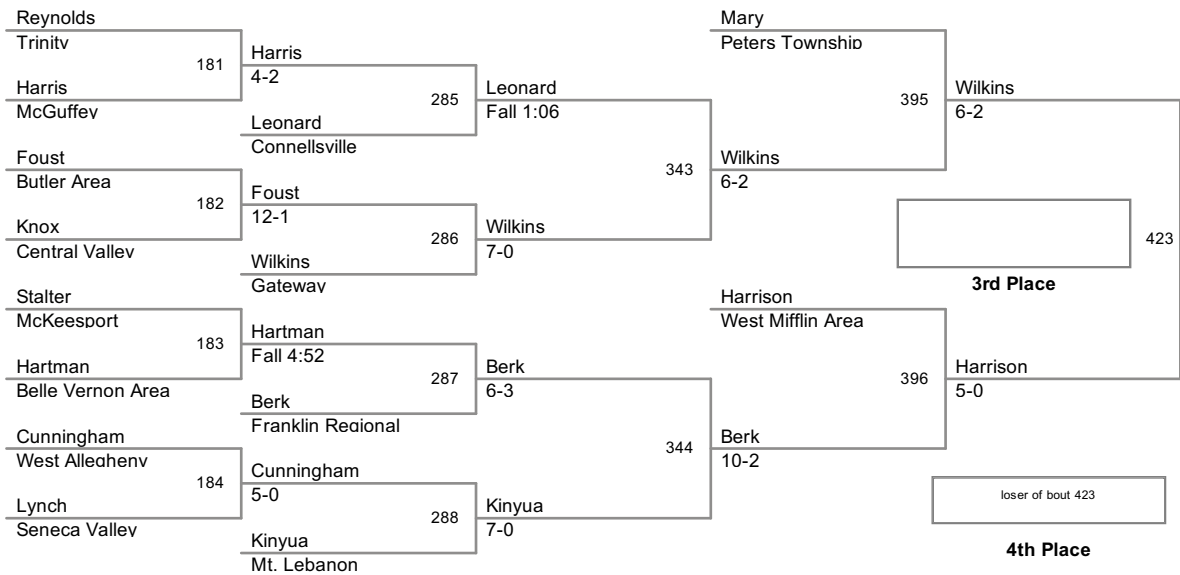 Reynolds
Trinity
181
Harris
McGuffey
Harris
4-2
285
Leonard
Connellsville
Leonard
Fall 1:06
Foust
Butler Area
182
Knox
Central Valley
Foust
12-1
286
Wilkins
Gateway
Wilkins
7-0
343
Wilkins
6-2
Mary
Peters Township
395
Wilkins
6-2
Stalter
McKeesport
183
Hartman
Belle Vernon Area
Hartman
Fall 4:52
287
Berk
Franklin Regional
Berk
6-3
Cunningham
West Allegheny
184
Lynch
Seneca Valley
Cunningham
5-0
288
Kinyua
Mt. Lebanon
Kinyua
7-0
344
Berk
10-2
Harrison
West Mifflin Area
396
Harrison
5-0
423
3rd Place
loser of bout 423
4th Place